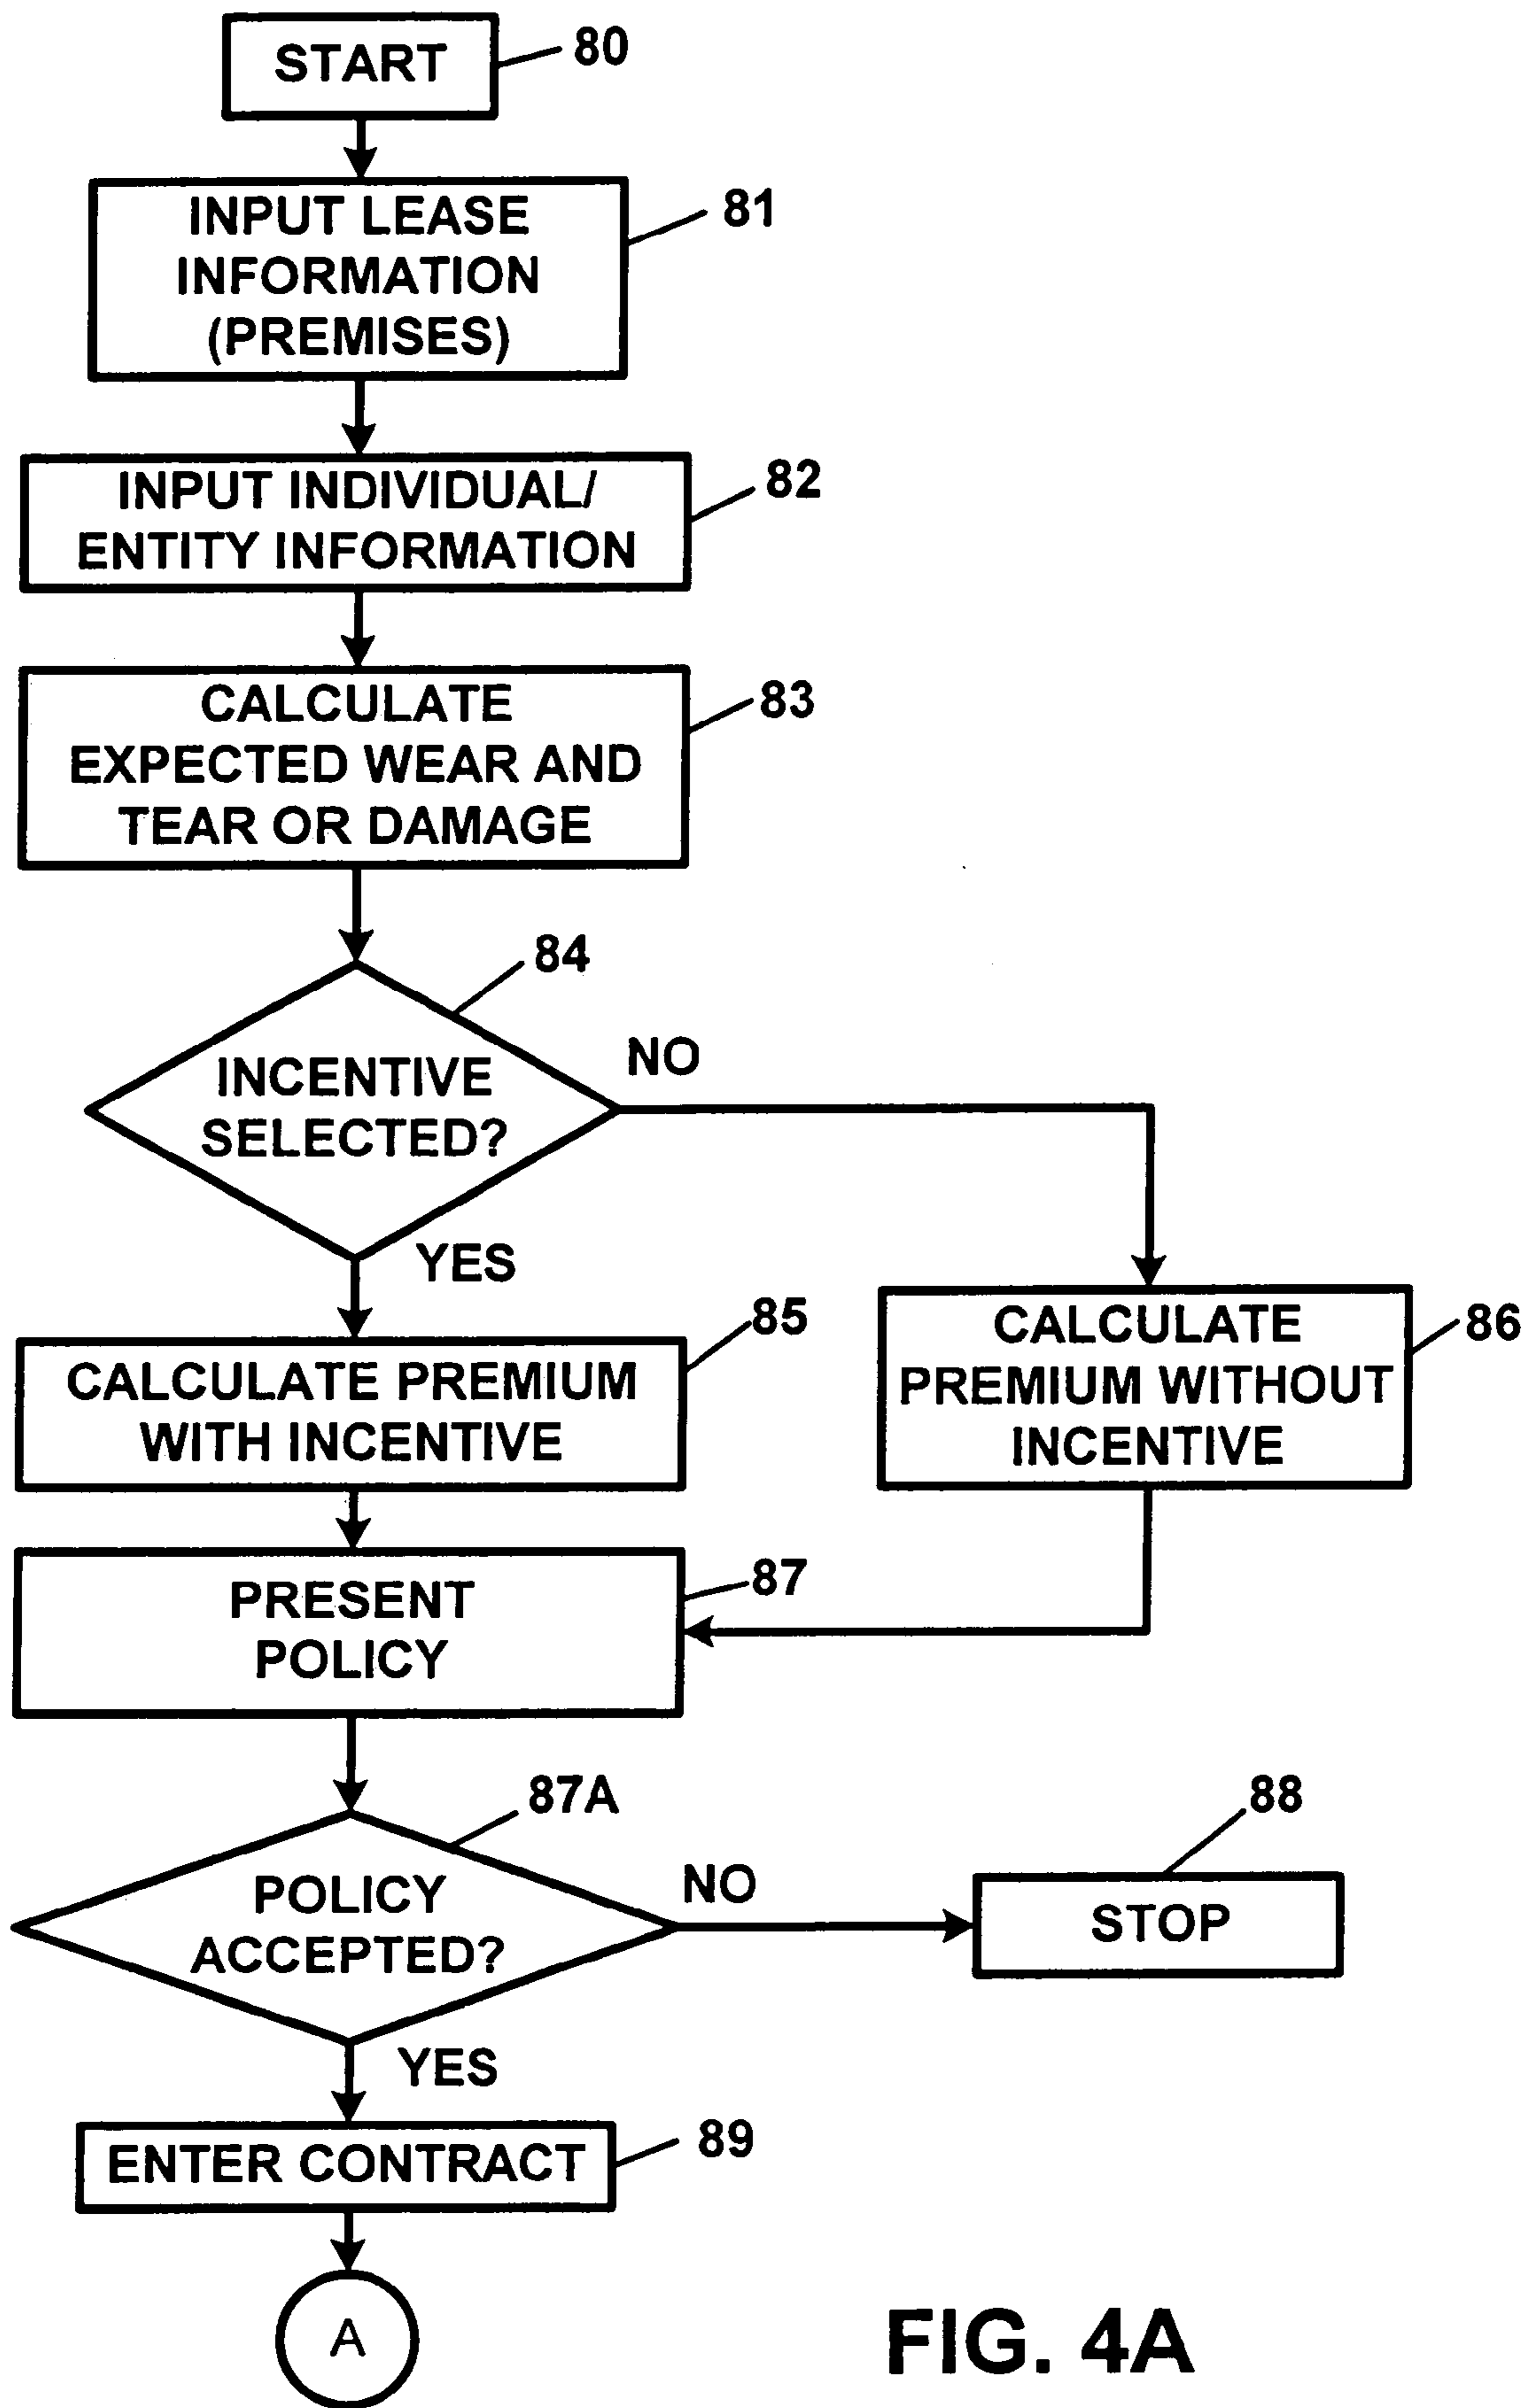 START
80
INPUT LEASE
INFORMATION
(PREMISES)
81
INPUT INDIVIDUAL/
ENTITY INFORMATION
82
CALCULATE
EXPECTED WEAR AND
TEAR OR DAMAGE
83
84
INCENTIVE
SELECTED?
NO
YES
CALCULATE PREMIUM
WITH INCENTIVE
85
CALCULATE
PREMIUM WITHOUT
INCENTIVE
86
PRESENT
POLICY
87
87A
POLICY
ACCEPTED?
NO
88
STOP
YES
ENTER CONTRACT
89
A
FIG. 4A